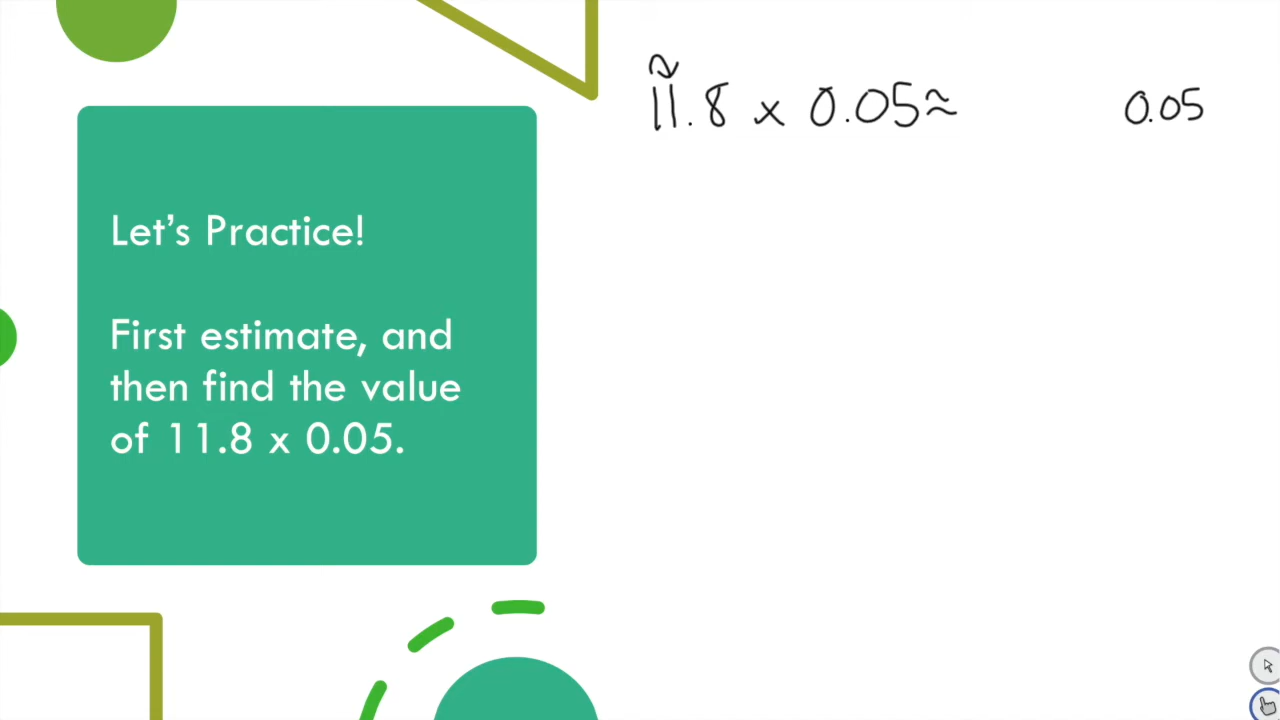 Let's Practice!
First estimate, and
then find the value
of 11.8 x 0.05.
11.8 x 0.05≈
0.05